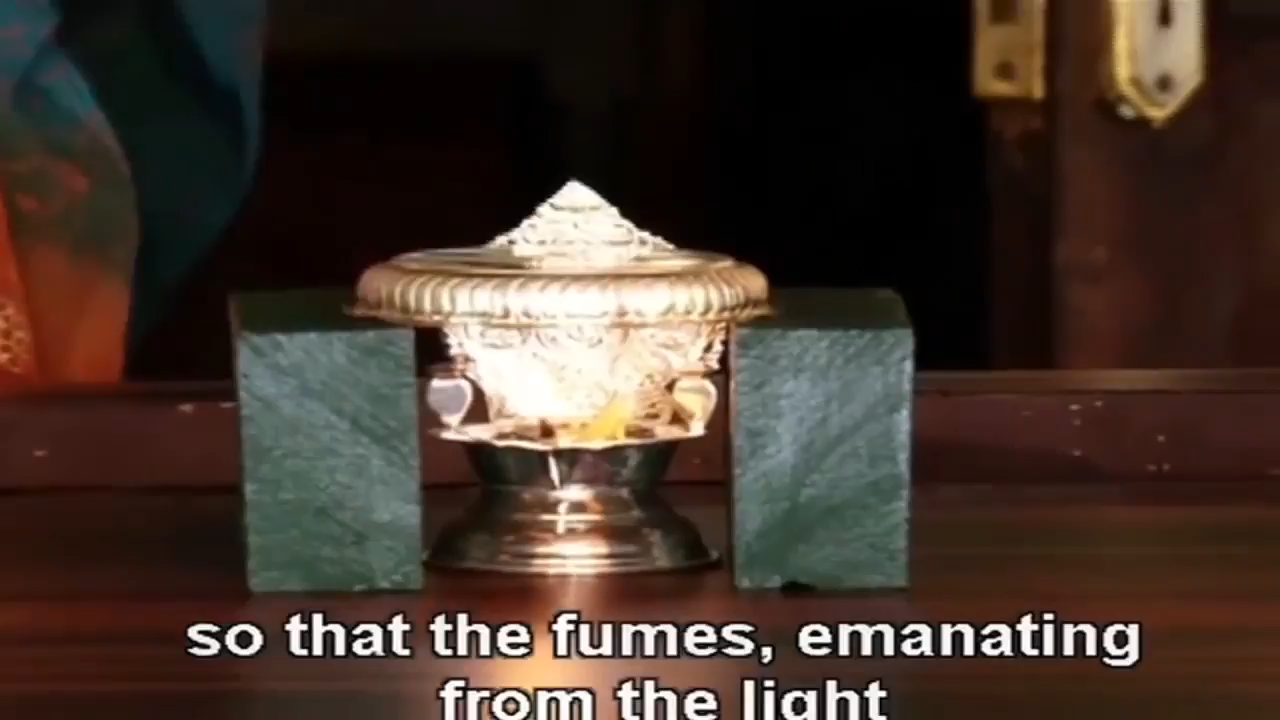 so that the fumes, emanating
from the light